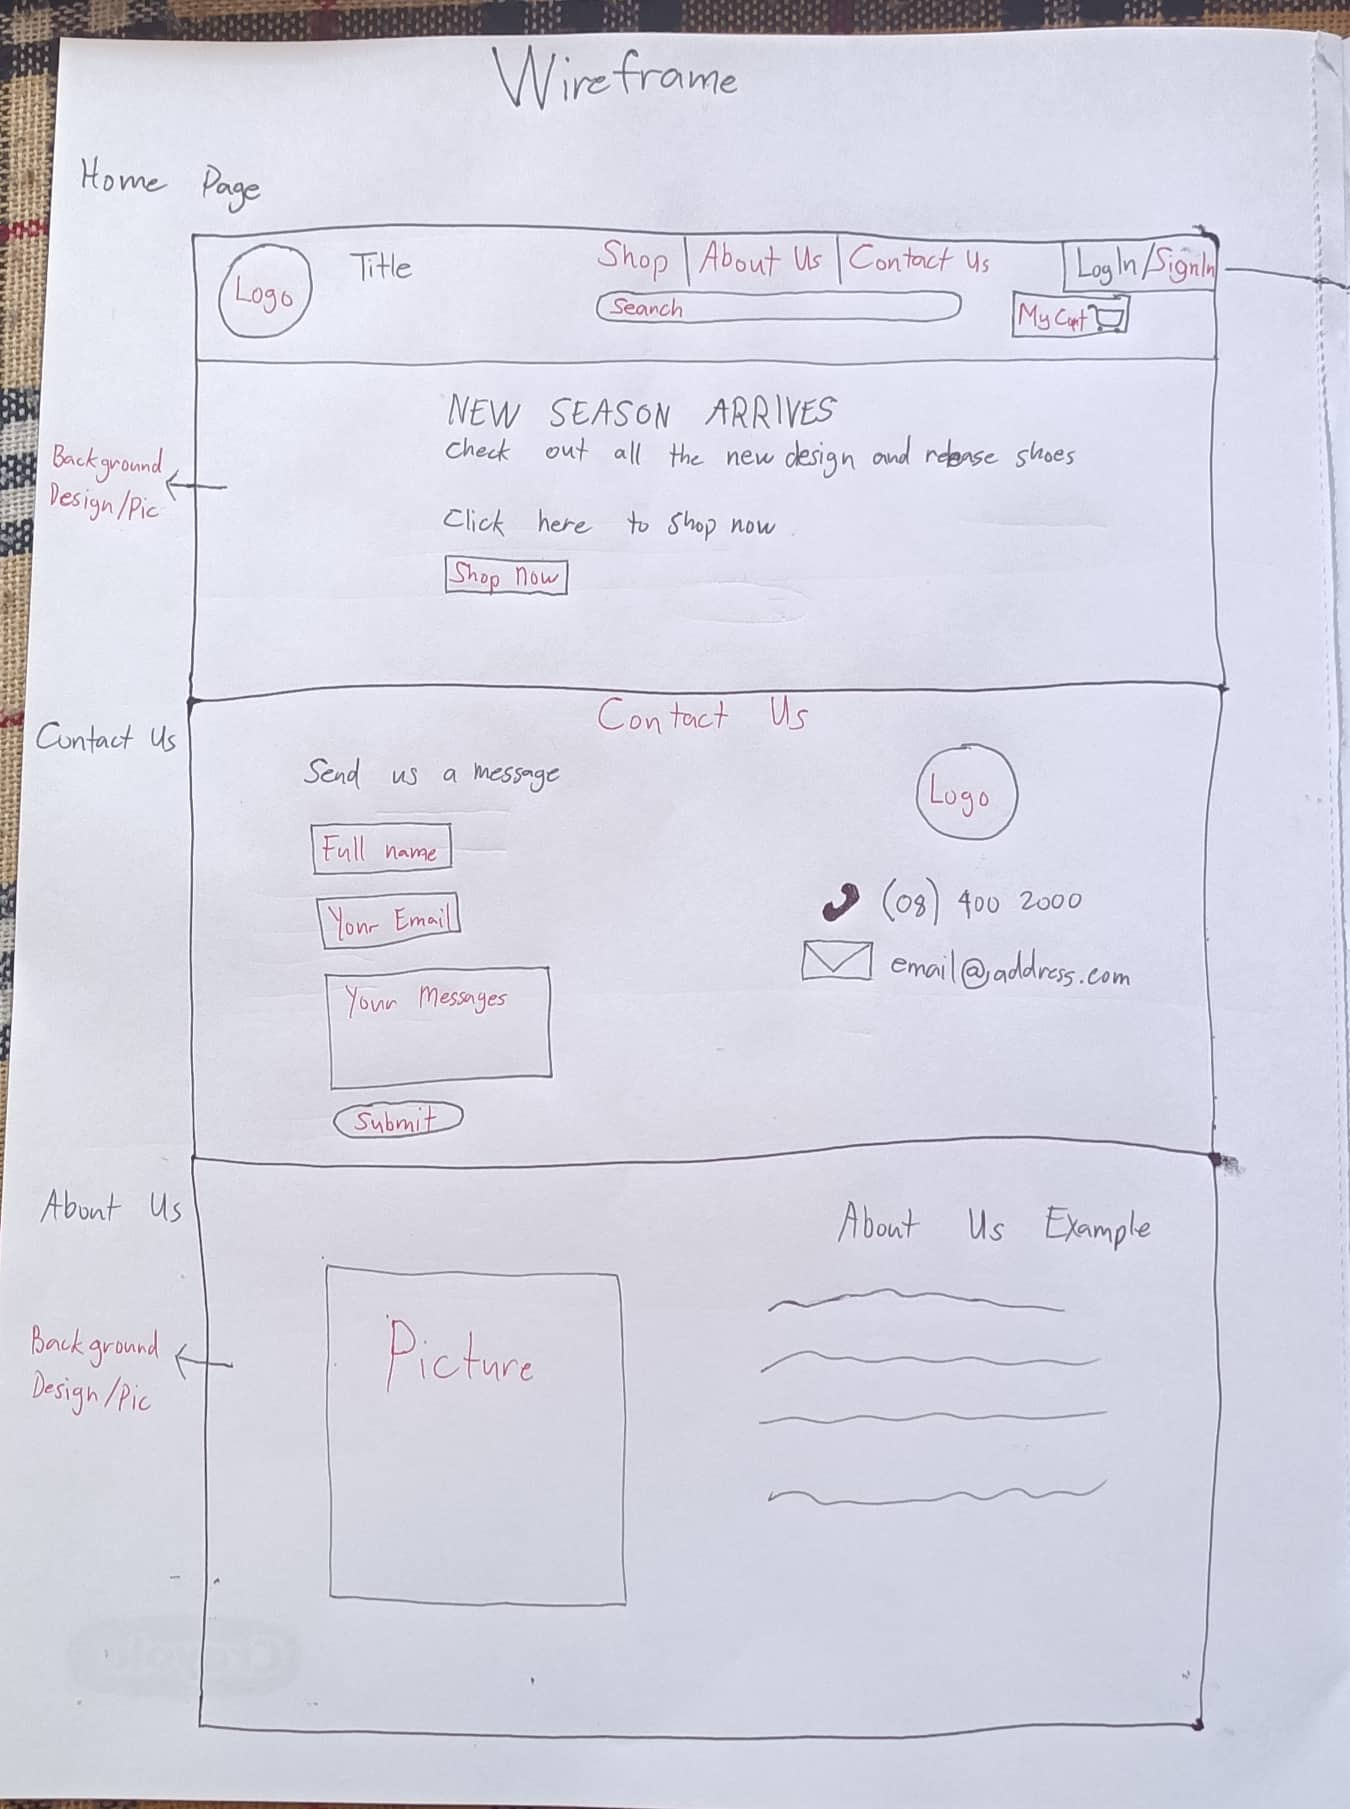 Wireframe
Home Page
Logo
Title
Shop | About Us | Contact Us
LogIn/SignIn
Search
My Cart
NEW SEASON ARRIVES
Check out all the new design and release shoes
Background
Design/Pic
Click here to shop now
Shop now
Contact Us
Contact Us
Send us a message
Logo
Full name
Your Email
(08) 400 2000
email@address.com
Your Messages
Submit
About Us
About Us Example
Background
Design/Pic
Picture